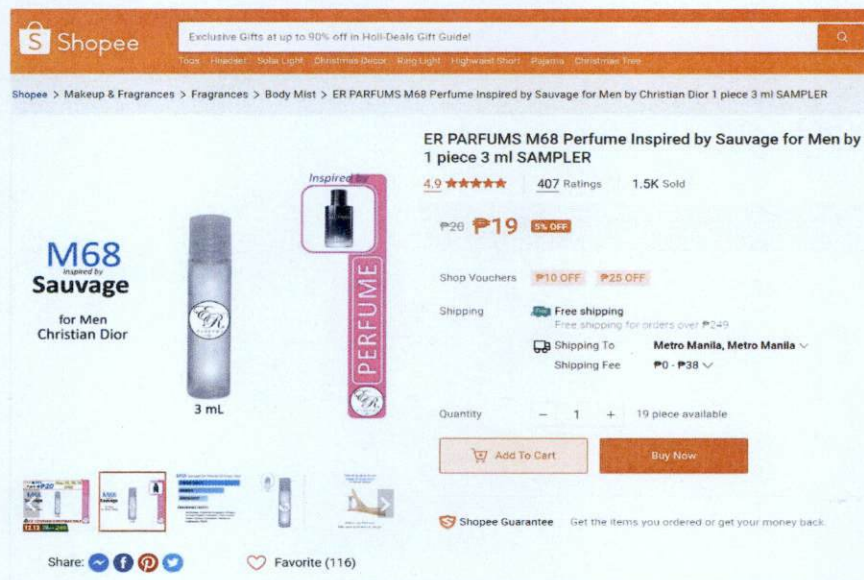 Shopee
Exclusive Gifts at up to 90% off in Holi-Deals Gift Guide!
Toys Headset Solar Light Christmas Decor Ring Light Highwaist Short Pajama Christmas Tree
Shopee > Makeup & Fragrances > Fragrances > Body Mist > ER PARFUMS M68 Perfume Inspired by Sauvage for Men by Christian Dior 1 piece 3 ml SAMPLER
ER PARFUMS M68 Perfume Inspired by Sauvage for Men by
1 piece 3 ml SAMPLER
4.9 407 Ratings 1.5K Sold
₱20 ₱19 5% OFF
Shop Vouchers ₱10 OFF ₱25 OFF
Shipping Free shipping
Free shipping for orders over ₱249
Shipping To Metro Manila, Metro Manila
Shipping Fee ₱0 - ₱38
Quantity − 1 + 19 piece available
Add To Cart Buy Now
Shopee Guarantee Get the items you ordered or get your money back.
Inspired by
M68
inspired by
Sauvage
for Men
Christian Dior
ER
3 mL
PERFUME
ER
Share: Favorite (116)